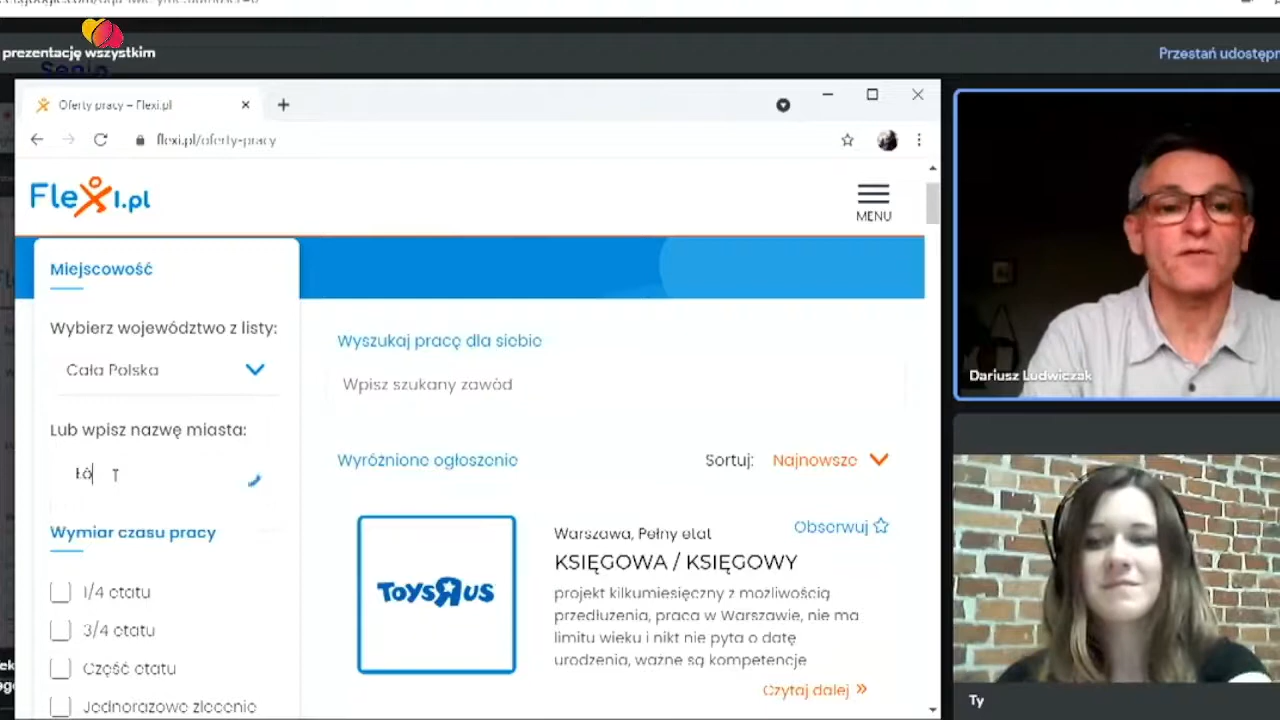 prezentację wszystkim
Przestań udostępn
Oferty pracy – Flexi.pl
flexi.pl/oferty-pracy
Flexi.pl
MENU
Miejscowość
Wybierz województwo z listy:
Cała Polska
Lub wpisz nazwę miasta:
Łó
Wymiar czasu pracy
1/4 etatu
3/4 etatu
Część etatu
Jednorazowe zlecenie
Wyszukaj pracę dla siebie
Wpisz szukany zawód
Wyróżnione ogłoszenie
Sortuj: Najnowsze
TOYSЯUS
Warszawa, Pełny etat
Obserwuj
KSIĘGOWA / KSIĘGOWY
projekt kilkumiesięczny z możliwością
przedłużenia, praca w Warszawie, nie ma
limitu wieku i nikt nie pyta o datę
urodzenia, ważne są kompetencje
Czytaj dalej »
Dariusz Ludwiczak
Ty